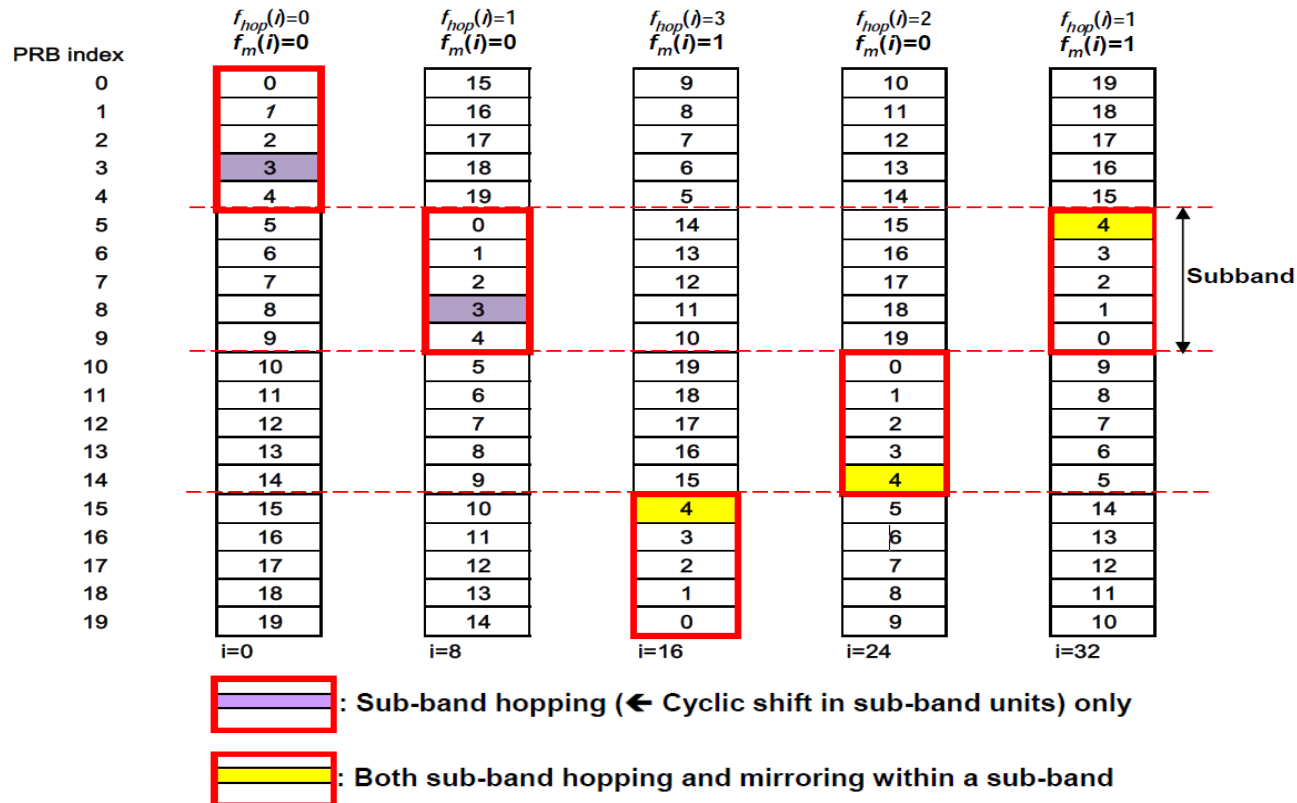 f_hop(i)=0 f_hop(i)=1 f_hop(i)=3 f_hop(i)=2 f_hop(i)=1
f_m(i)=0 f_m(i)=0 f_m(i)=1 f_m(i)=0 f_m(i)=1
PRB index
0 0 15 9 10 19
1 1 16 8 11 18
2 2 17 7 12 17
3 3 18 6 13 16
4 4 19 5 14 15
5 5 0 14 15 4
6 6 1 13 16 3
7 7 2 12 17 2
Subband
8 8 3 11 18 1
9 9 4 10 19 0
10 10 5 19 0 9
11 11 6 18 1 8
12 12 7 17 2 7
13 13 8 16 3 6
14 14 9 15 4 5
15 15 10 4 5 14
16 16 11 3 6 13
17 17 12 2 7 12
18 18 13 1 8 11
19 19 14 0 9 10
i=0 i=8 i=16 i=24 i=32
: Sub-band hopping (← Cyclic shift in sub-band units) only
: Both sub-band hopping and mirroring within a sub-band